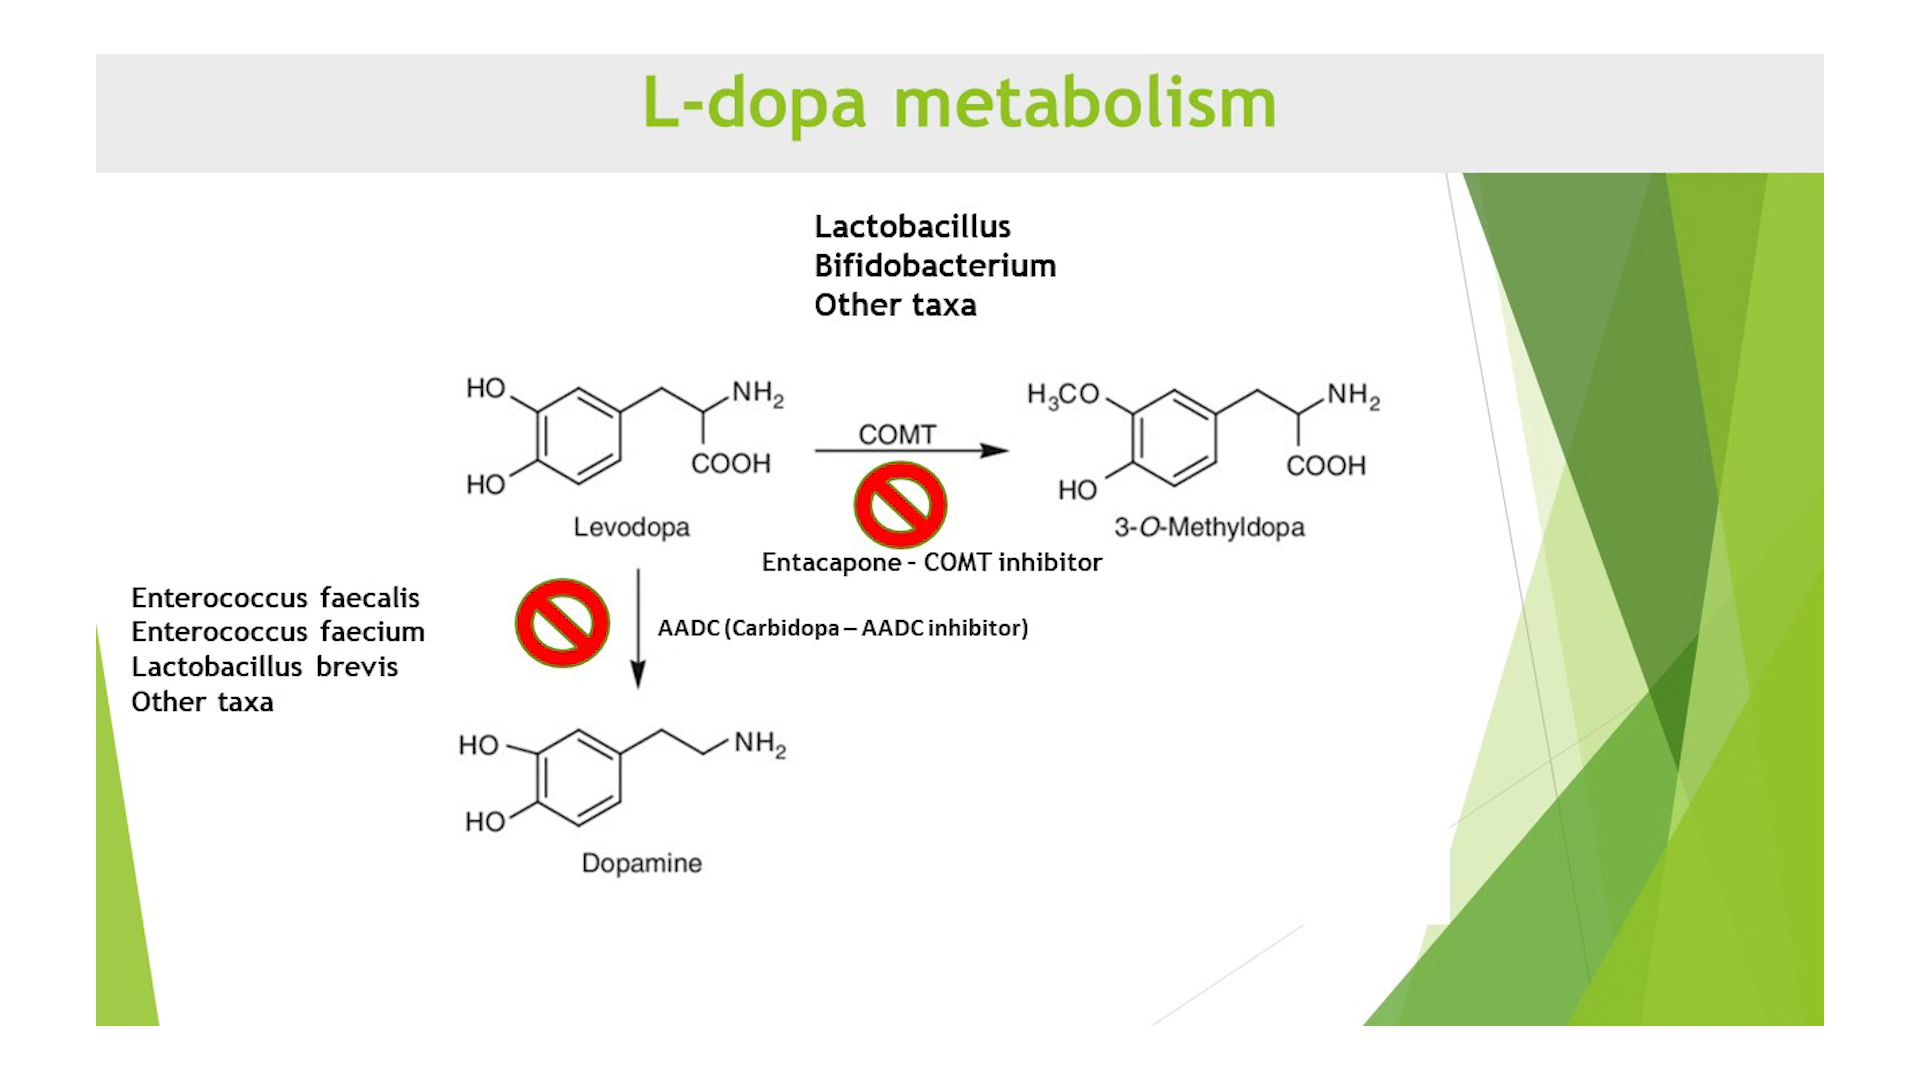 L-dopa metabolism
Lactobacillus
Bifidobacterium
Other taxa
HO
NH2
COOH
HO
Levodopa
COMT
H3CO
NH2
COOH
HO
3-O-Methyldopa
Entacapone – COMT inhibitor
Enterococcus faecalis
Enterococcus faecium
Lactobacillus brevis
Other taxa
AADC (Carbidopa – AADC inhibitor)
HO
NH2
HO
Dopamine